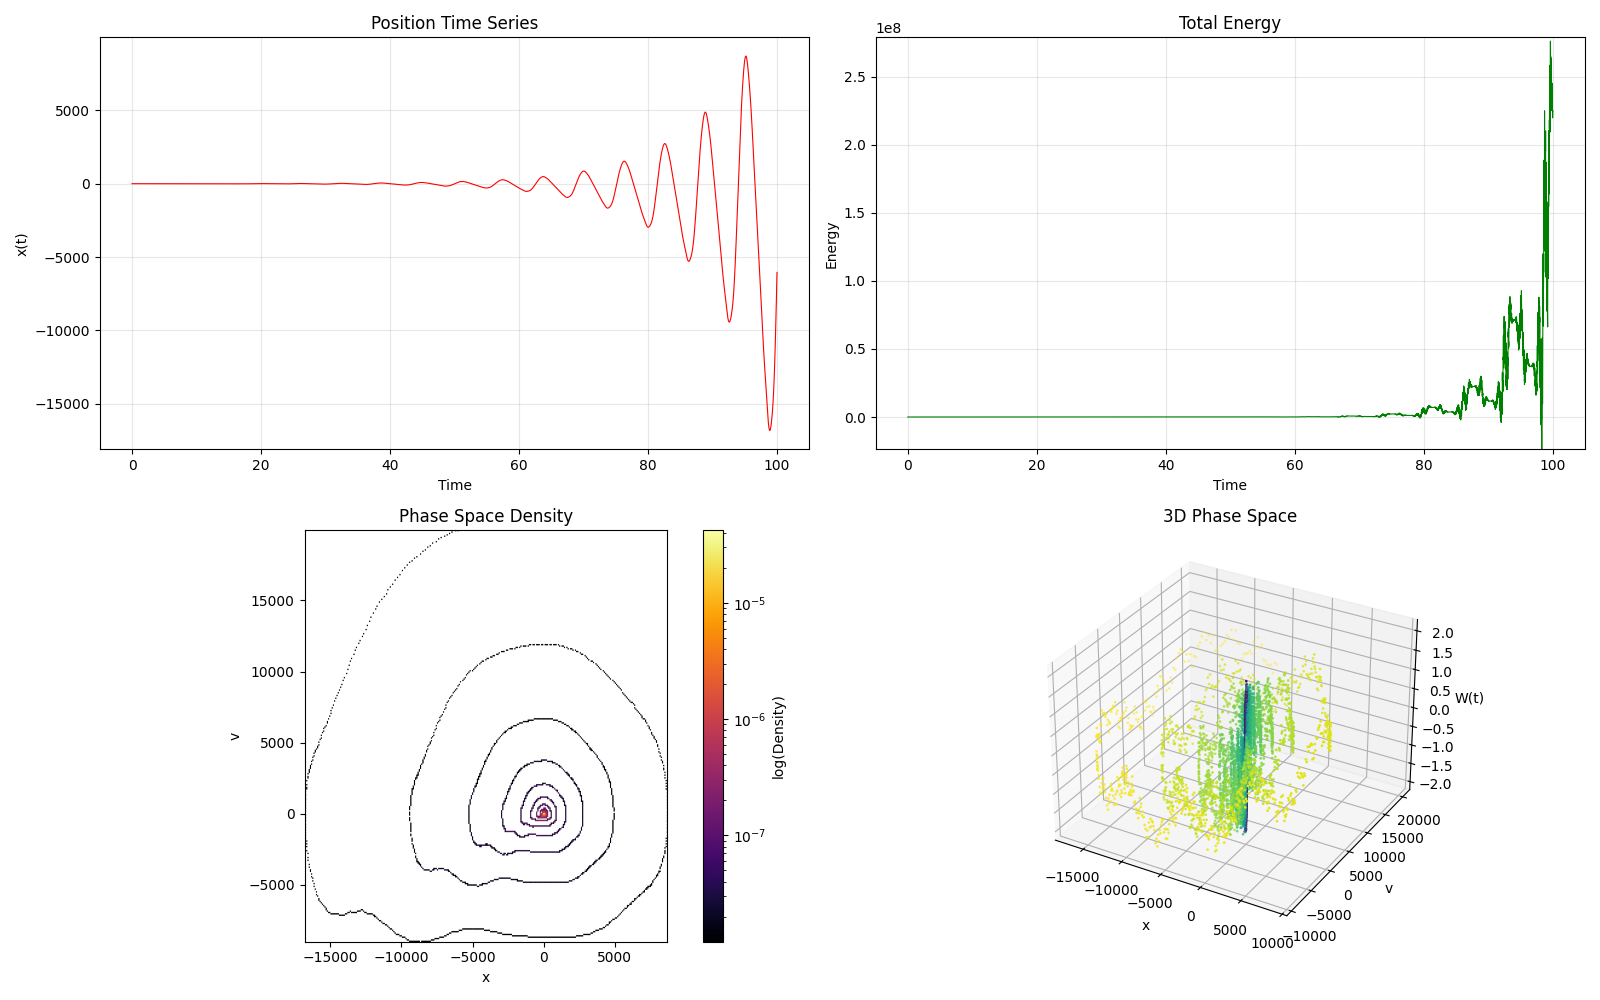 Position Time Series
5000
0
−5000
−10000
−15000
x(t)
0 20 40 60 80 100
Time
Total Energy
1e8
2.5
2.0
1.5
1.0
0.5
0.0
Energy
0 20 40 60 80 100
Time
Phase Space Density
15000
10000
5000
0
−5000
v
−15000 −10000 −5000 0 5000
x
10⁻⁵
10⁻⁶
10⁻⁷
log(Density)
3D Phase Space
2.0
1.5
1.0
0.5
0.0
−0.5
−1.0
−1.5
−2.0
W(t)
20000
15000
10000
5000
0
−5000
−10000
v
−15000
−10000
−5000
0
5000
10000
x